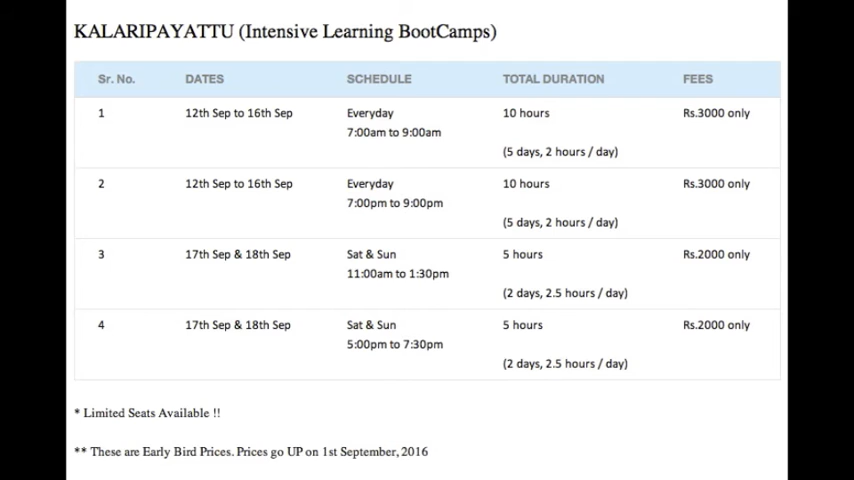 KALARIPAYATTU (Intensive Learning BootCamps)
Sr. No. DATES SCHEDULE TOTAL DURATION FEES
1 12th Sep to 16th Sep Everyday 10 hours Rs.3000 only
7:00am to 9:00am
(5 days, 2 hours / day)
2 12th Sep to 16th Sep Everyday 10 hours Rs.3000 only
7:00pm to 9:00pm
(5 days, 2 hours / day)
3 17th Sep & 18th Sep Sat & Sun 5 hours Rs.2000 only
11:00am to 1:30pm
(2 days, 2.5 hours / day)
4 17th Sep & 18th Sep Sat & Sun 5 hours Rs.2000 only
5:00pm to 7:30pm
(2 days, 2.5 hours / day)
* Limited Seats Available !!
** These are Early Bird Prices. Prices go UP on 1st September, 2016